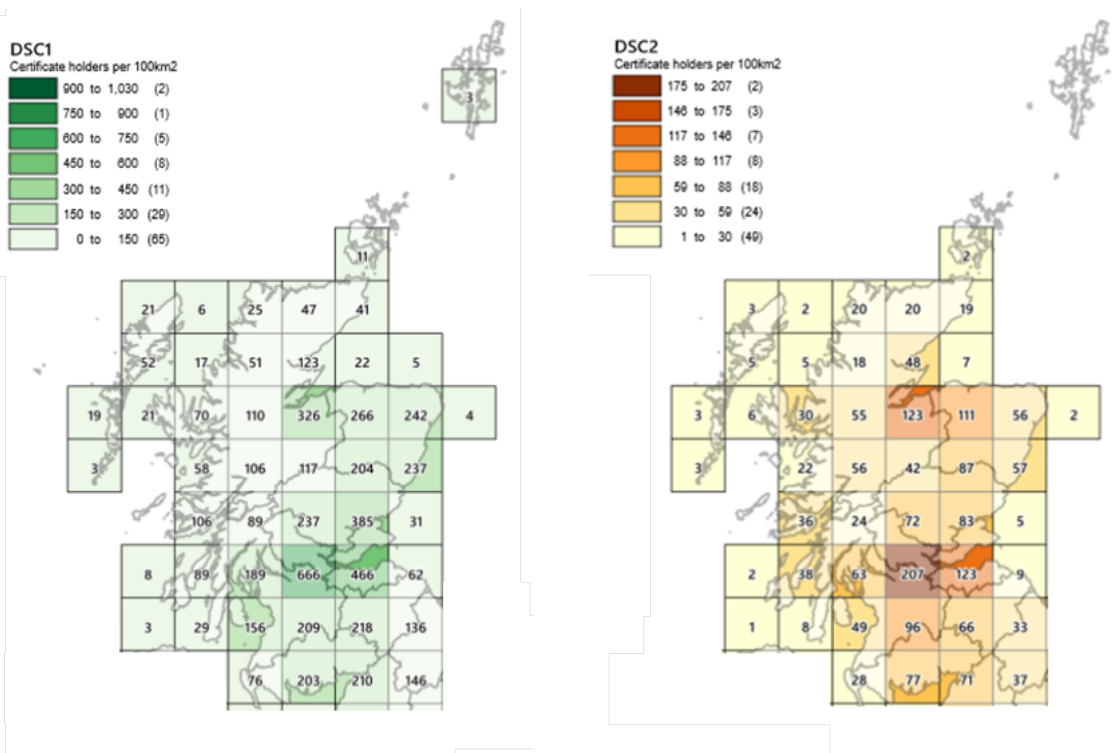 DSC1
Certificate holders per 100km2
900 to 1,030 (2)
750 to 900 (1)
600 to 750 (5)
450 to 600 (8)
300 to 450 (11)
150 to 300 (29)
0 to 150 (65)
3
11
21 6 25 47 41
52 17 51 123 22 5
19 21 70 110 326 266 242 4
3 58 106 117 204 237
106 89 237 385 31
8 89 189 666 466 62
3 29 156 209 218 136
76 203 210 146
DSC2
Certificate holders per 100km2
175 to 207 (2)
146 to 175 (3)
117 to 146 (7)
88 to 117 (8)
59 to 88 (18)
30 to 59 (24)
1 to 30 (49)
2
3 2 20 20 19
5 5 18 48 7
3 6 30 55 123 111 56 2
3 22 56 42 87 57
36 24 72 83 5
2 38 63 207 123 9
1 8 49 96 66 33
28 77 71 37